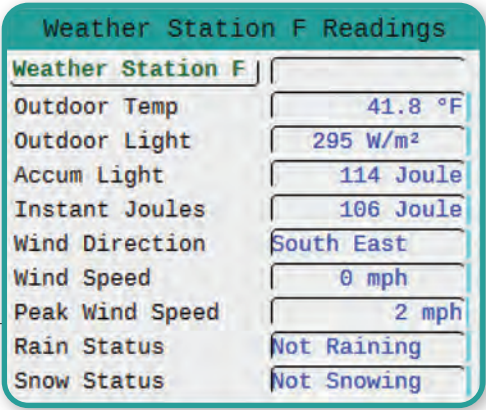 Weather Station F Readings
Weather Station F
Outdoor Temp 41.8 °F
Outdoor Light 295 W/m²
Accum Light 114 Joule
Instant Joules 106 Joule
Wind Direction South East
Wind Speed 0 mph
Peak Wind Speed 2 mph
Rain Status Not Raining
Snow Status Not Snowing